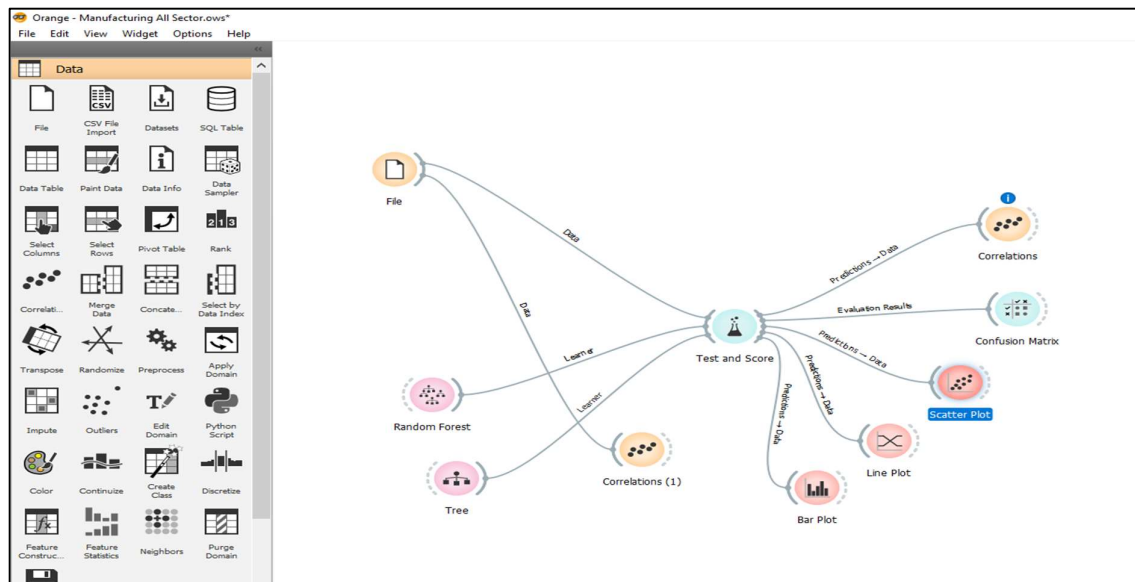 Orange - Manufacturing All Sector.ows*
File Edit View Widget Options Help
Data
File
CSV File Import
Datasets
SQL Table
Data Table
Paint Data
Data Info
Data Sampler
Select Columns
Select Rows
Pivot Table
Rank
Correlati...
Merge Data
Concate...
Select by Data Index
Transpose
Randomize
Preprocess
Apply Domain
Impute
Outliers
Edit Domain
Python Script
Color
Continuize
Create Class
Discretize
Feature Construc...
Feature Statistics
Neighbors
Purge Domain
File
Data
Data
Random Forest
Learner
Tree
Learner
Correlations (1)
Test and Score
Predictions → Data
Correlations
Evaluation Results
Confusion Matrix
Predictions → Data
Scatter Plot
Predictions → Data
Line Plot
Predictions → Data
Bar Plot